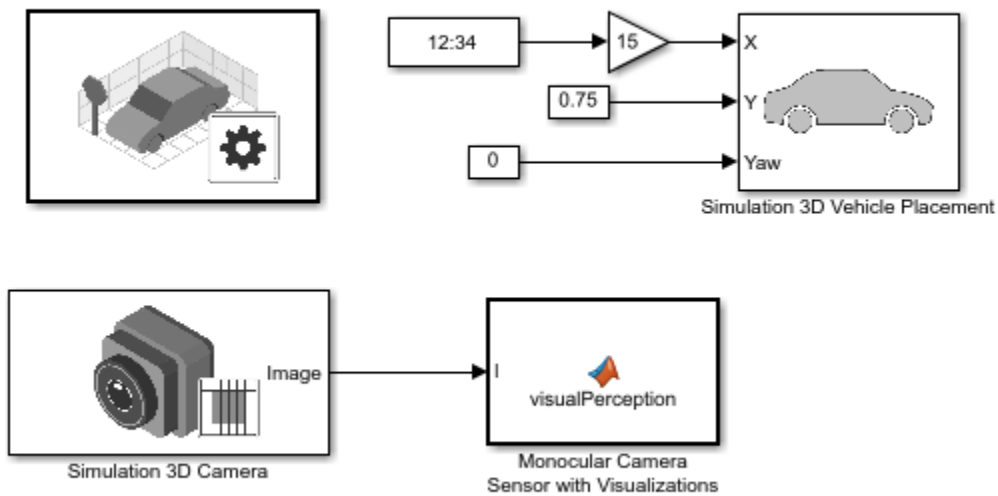 12:34
15
X
0.75
Y
0
Yaw
Simulation 3D Vehicle Placement
Image
I
visualPerception
Simulation 3D Camera
Monocular Camera
Sensor with Visualizations